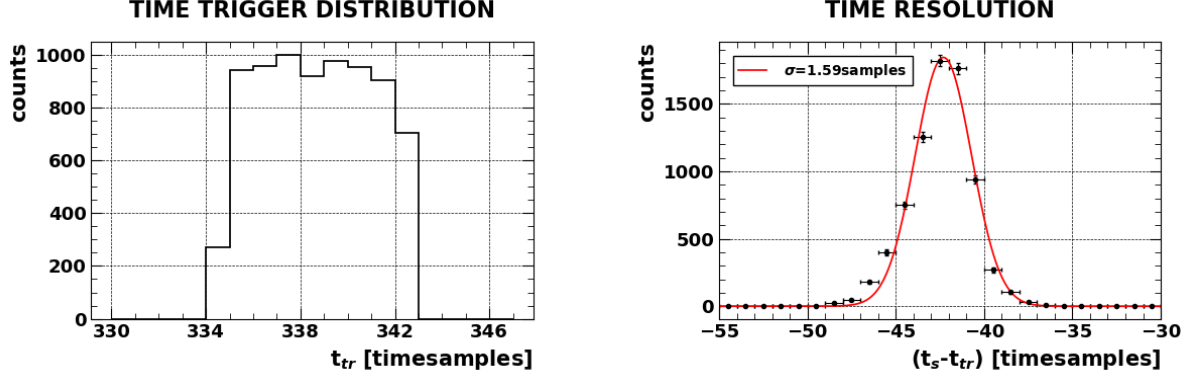 TIME TRIGGER DISTRIBUTION
counts
1000
800
600
400
200
0
330 334 338 342 346
t_tr [timesamples]
TIME RESOLUTION
counts
σ=1.59samples
1500
1000
500
0
−55 −50 −45 −40 −35 −30
(t_s-t_tr) [timesamples]